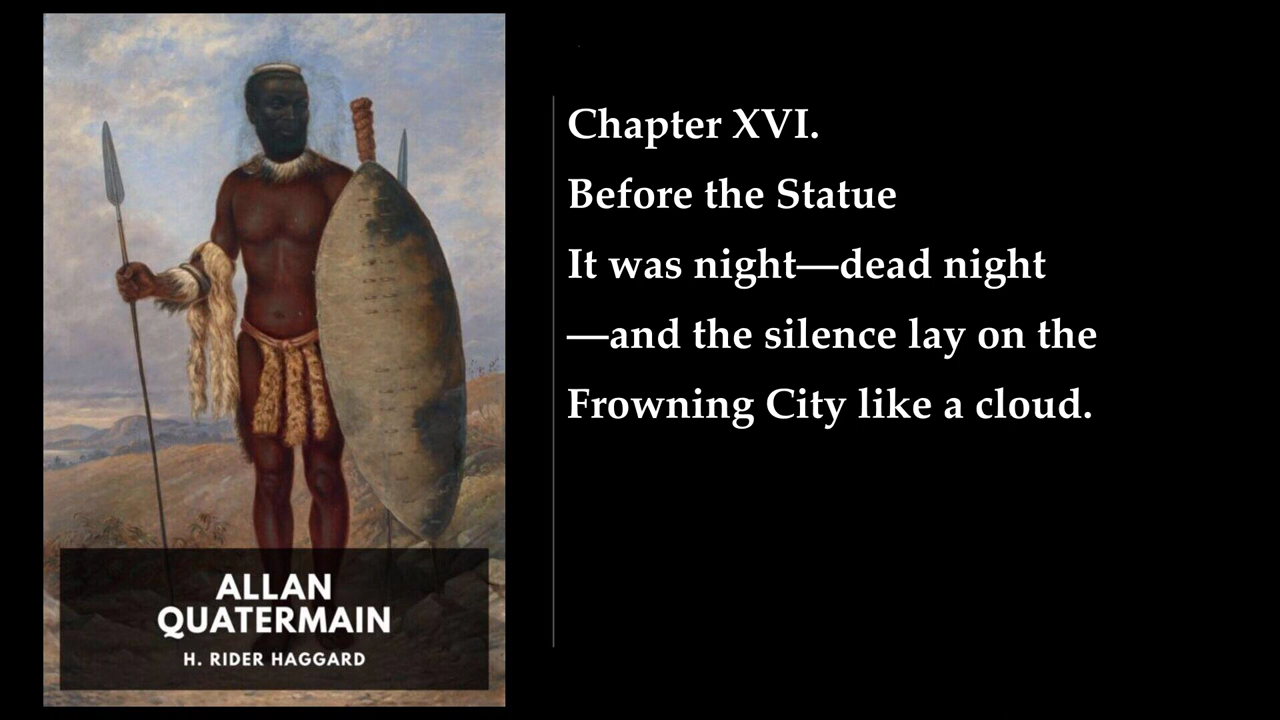 Chapter XVI.
Before the Statue
It was night—dead night
—and the silence lay on the
Frowning City like a cloud.
ALLAN
QUATERMAIN
H. RIDER HAGGARD